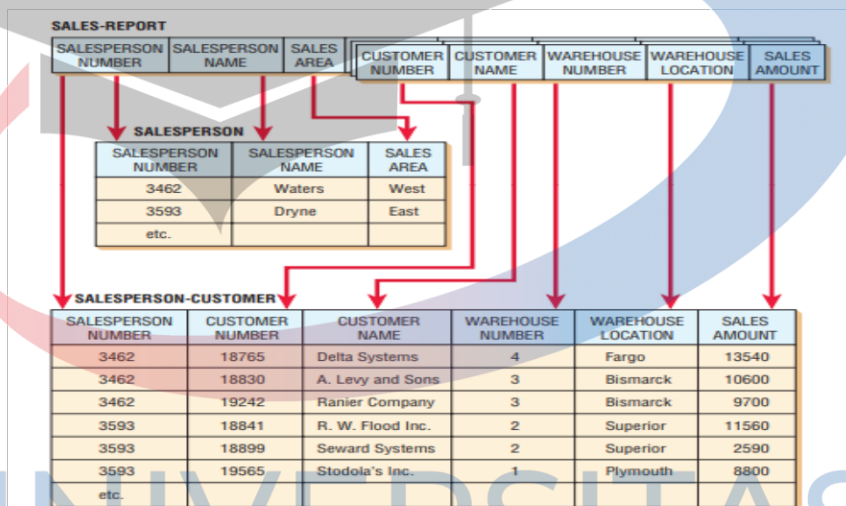 SALES-REPORT
SALESPERSON NUMBER SALESPERSON NAME SALES AREA CUSTOMER NUMBER CUSTOMER NAME WAREHOUSE NUMBER WAREHOUSE LOCATION SALES AMOUNT
SALESPERSON
SALESPERSON NUMBER SALESPERSON NAME SALES AREA
3462 Waters West
3593 Dryne East
etc.
SALESPERSON-CUSTOMER
SALESPERSON NUMBER CUSTOMER NUMBER CUSTOMER NAME WAREHOUSE NUMBER WAREHOUSE LOCATION SALES AMOUNT
3462 18765 Delta Systems 4 Fargo 13540
3462 18830 A. Levy and Sons 3 Bismarck 10600
3462 19242 Ranier Company 3 Bismarck 9700
3593 18841 R. W. Flood Inc. 2 Superior 11560
3593 18899 Seward Systems 2 Superior 2590
3593 19565 Stodola's Inc. 1 Plymouth 8800
etc.
UNIVERSITAS